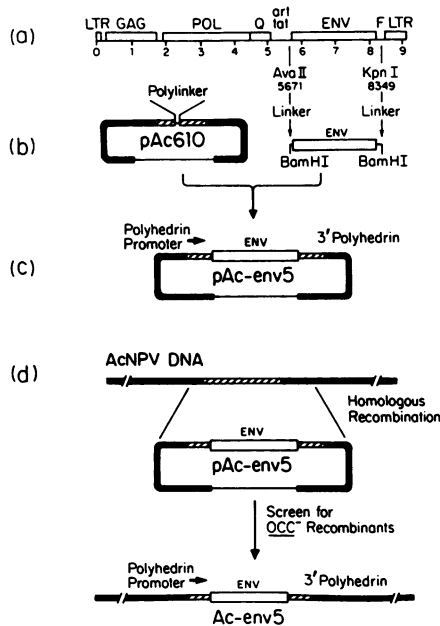 (a)
LTR GAG POL Q art tat ENV F LTR
0 1 2 3 4 5 6 7 8 9
Ava II
5671
Kpn I
8349
Polylinker
Linker
Linker
(b)
pAc610
ENV
BamHI
BamHI
Polyhedrin
Promoter
ENV
3' Polyhedrin
(c)
pAc-env5
(d)
AcNPV DNA
Homologous
Recombination
ENV
pAc-env5
Screen for
OCC⁻ Recombinants
Polyhedrin
Promoter
ENV
3' Polyhedrin
Ac-env5